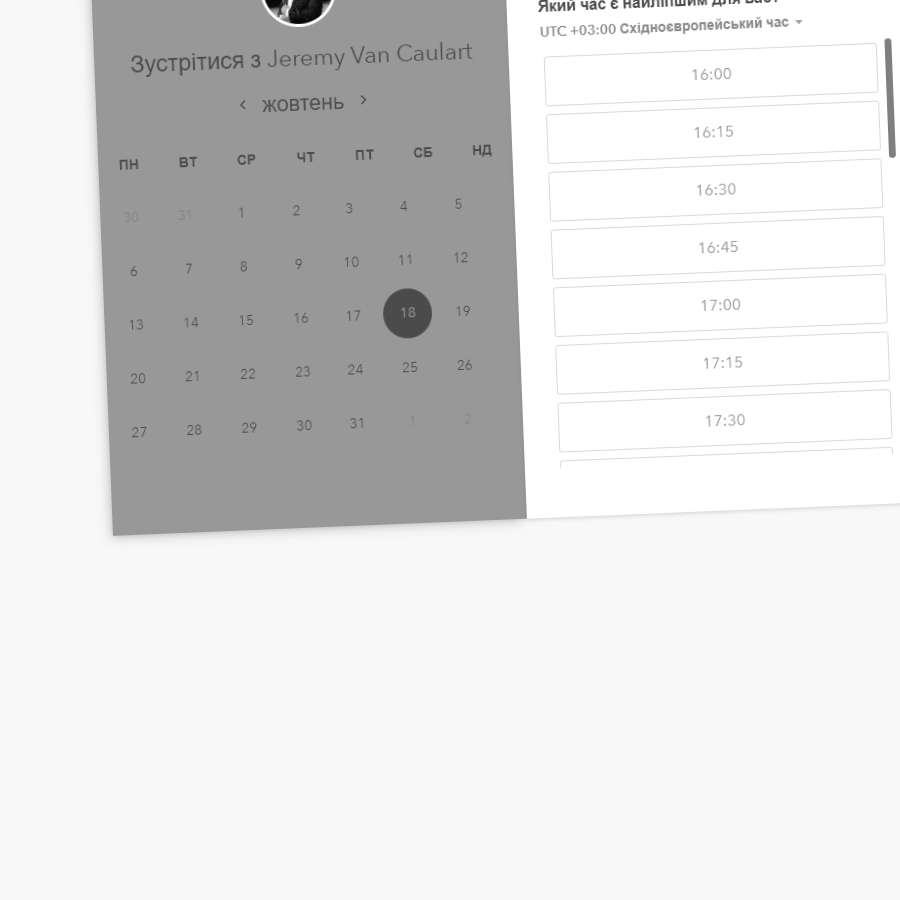 Зустрітися з Jeremy Van Caulart
жовтень
ПН ВТ СР ЧТ ПТ СБ НД
30 31 1 2 3 4 5
6 7 8 9 10 11 12
13 14 15 16 17 18 19
20 21 22 23 24 25 26
27 28 29 30 31 1 2
Який час є найліпшим для вас?
UTC +03:00 Східноєвропейський час
16:00
16:15
16:30
16:45
17:00
17:15
17:30